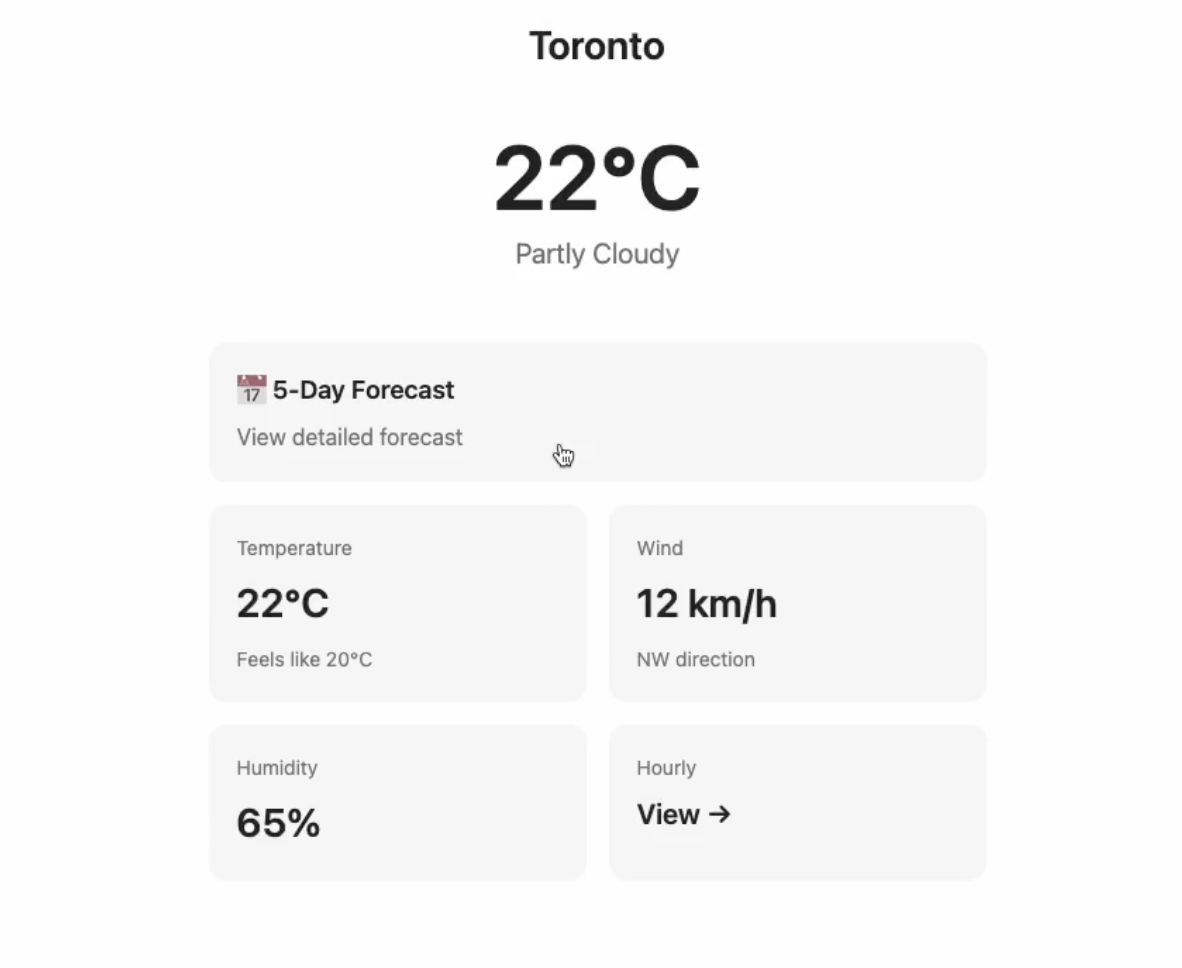 Toronto
22°C
Partly Cloudy
17 5-Day Forecast
View detailed forecast
Temperature
22°C
Feels like 20°C
Wind
12 km/h
NW direction
Humidity
65%
Hourly
View →